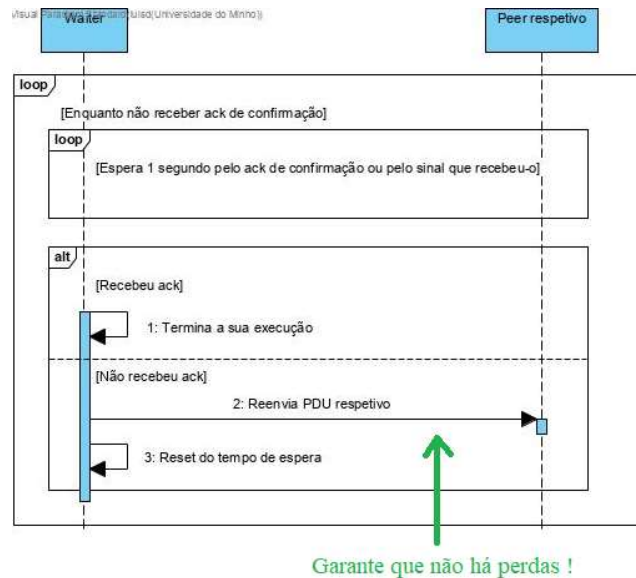 Waiter
Peer respetivo
loop
[Enquanto não receber ack de confirmação]
loop
[Espera 1 segundo pelo ack de confirmação ou pelo sinal que recebeu-o]
alt
[Recebeu ack]
1: Termina a sua execução
[Não recebeu ack]
2: Reenvia PDU respetivo
3: Reset do tempo de espera
Garante que não há perdas !